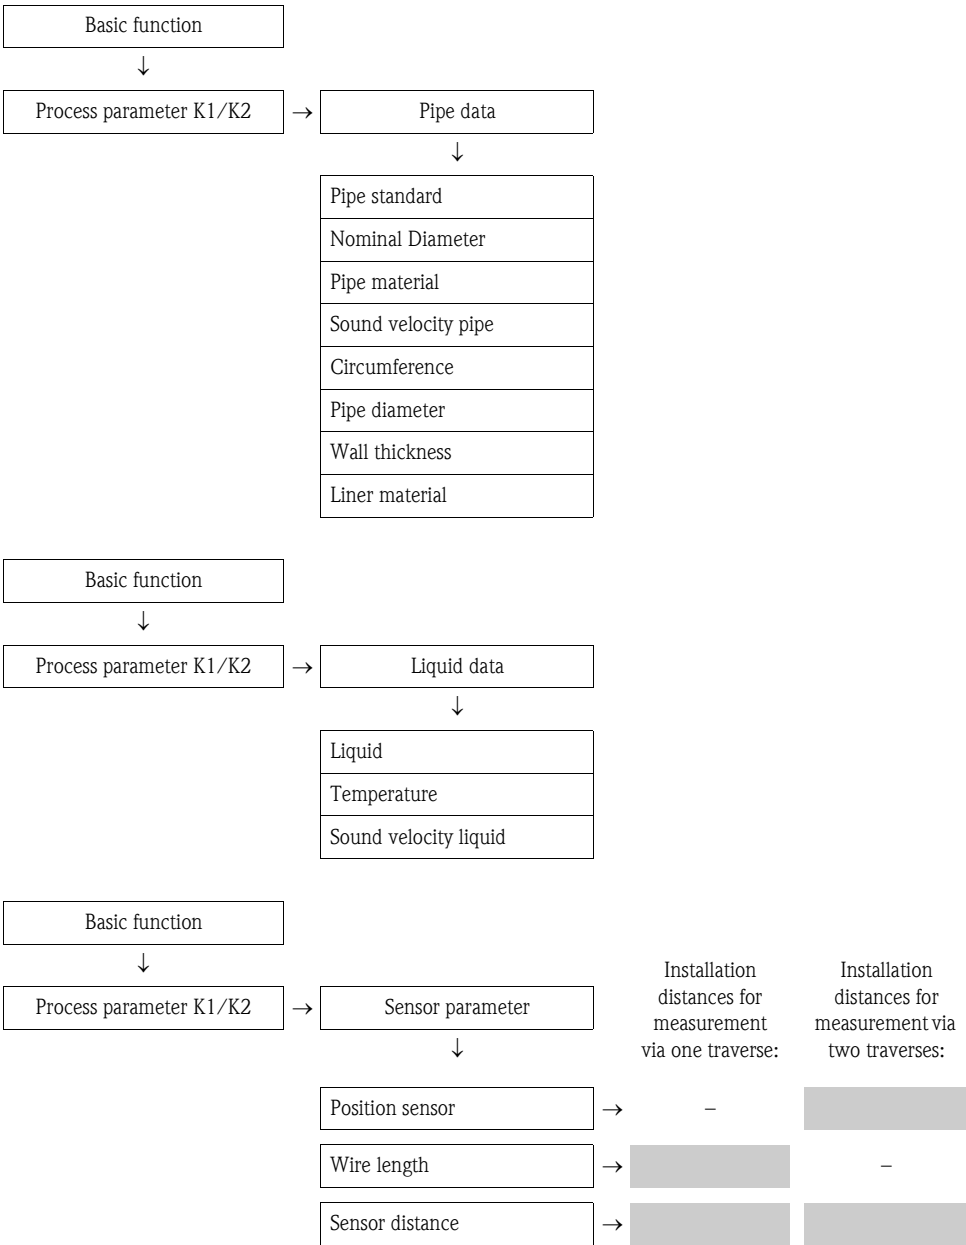 Basic function
↓
Process parameter K1/K2 → Pipe data
↓
Pipe standard
Nominal Diameter
Pipe material
Sound velocity pipe
Circumference
Pipe diameter
Wall thickness
Liner material
Basic function
↓
Process parameter K1/K2 → Liquid data
↓
Liquid
Temperature
Sound velocity liquid
Basic function
↓
Process parameter K1/K2 → Sensor parameter
↓
Installation
distances for
measurement
via one traverse:
Installation
distances for
measurement via
two traverses:
Position sensor → –
Wire length → –
Sensor distance →